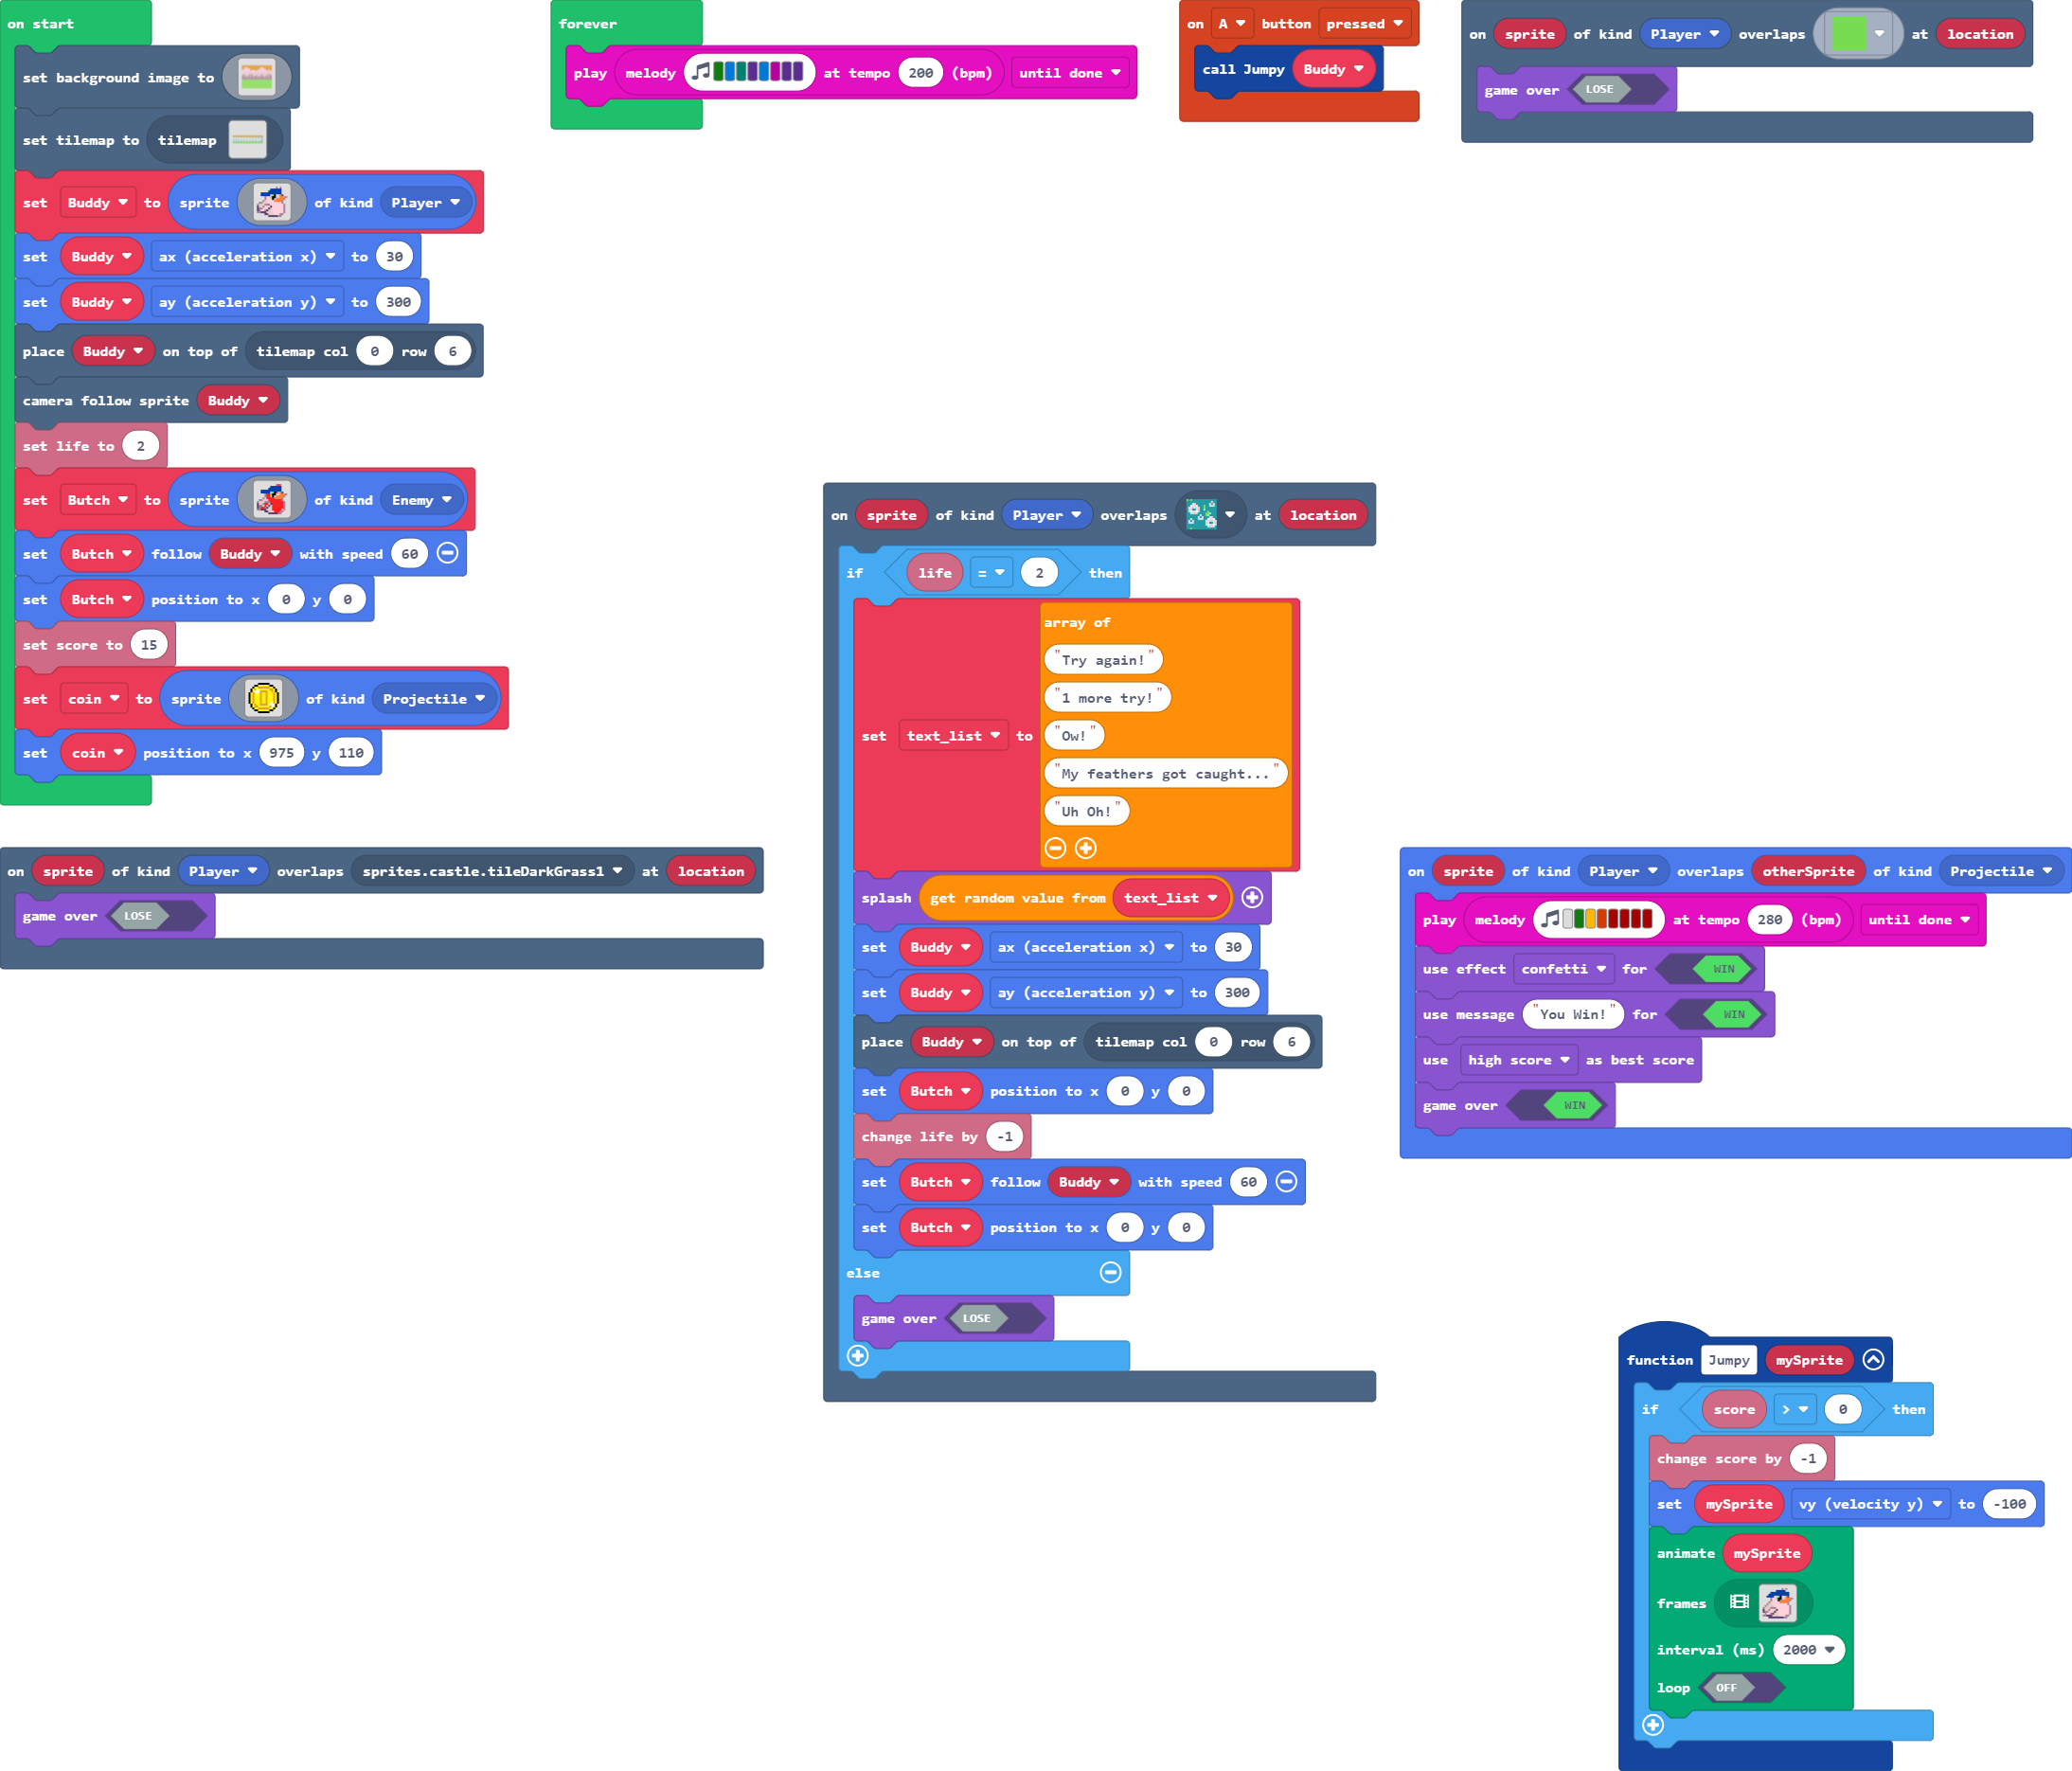 on start
set background image to
set tilemap to tilemap
set Buddy to sprite of kind Player
set Buddy ax (acceleration x) to 30
set Buddy ay (acceleration y) to 300
place Buddy on top of tilemap col 0 row 6
camera follow sprite Buddy
set life to 2
set Butch to sprite of kind Enemy
set Butch follow Buddy with speed 60
set Butch position to x 0 y 0
set score to 15
set coin to sprite of kind Projectile
set coin position to x 975 y 110
forever
play melody at tempo 200 (bpm) until done
on A button pressed
call Jumpy Buddy
on sprite of kind Player overlaps at location
game over LOSE
on sprite of kind Player overlaps sprites.castle.tileDarkGrass1 at location
game over LOSE
on sprite of kind Player overlaps at location
if life = 2 then
set text_list to array of
"Try again!"
"1 more try!"
"Ow!"
"My feathers got caught..."
"Uh Oh!"
splash get random value from text_list
set Buddy ax (acceleration x) to 30
set Buddy ay (acceleration y) to 300
place Buddy on top of tilemap col 0 row 6
set Butch position to x 0 y 0
change life by -1
set Butch follow Buddy with speed 60
set Butch position to x 0 y 0
else
game over LOSE
on sprite of kind Player overlaps otherSprite of kind Projectile
play melody at tempo 280 (bpm) until done
use effect confetti for WIN
use message "You Win!" for WIN
use high score as best score
game over WIN
function Jumpy mySprite
if score > 0 then
change score by -1
set mySprite vy (velocity y) to -100
animate mySprite
frames
interval (ms) 2000
loop OFF